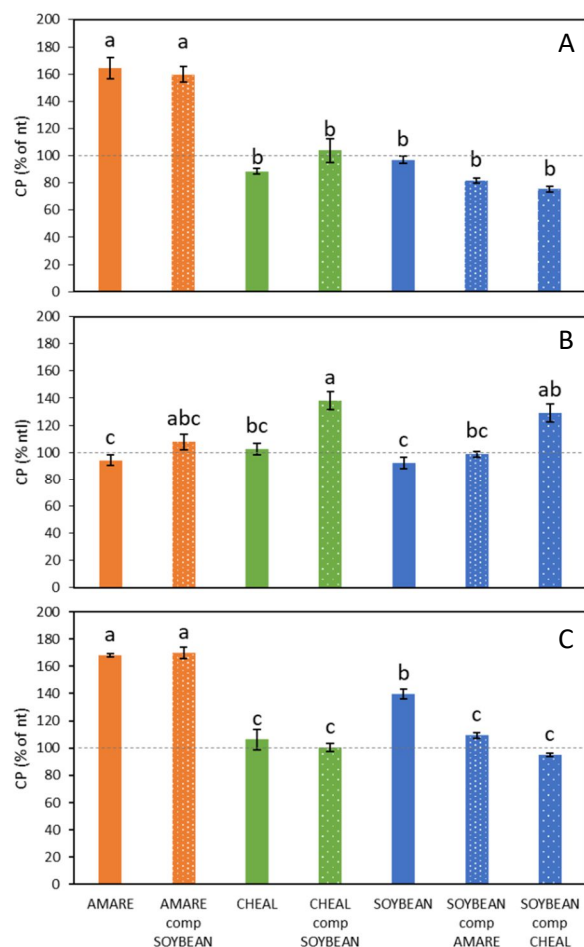 A
CP (% of nt)
200
180
160
140
120
100
80
60
40
20
0
a a b b b b b
B
CP (% ntl)
200
180
160
140
120
100
80
60
40
20
0
c abc bc a c bc ab
C
CP (% of nt)
200
180
160
140
120
100
80
60
40
20
0
a a c c b c c
AMARE
AMARE
comp
SOYBEAN
CHEAL
CHEAL
comp
SOYBEAN
SOYBEAN
SOYBEAN
comp
AMARE
SOYBEAN
comp
CHEAL